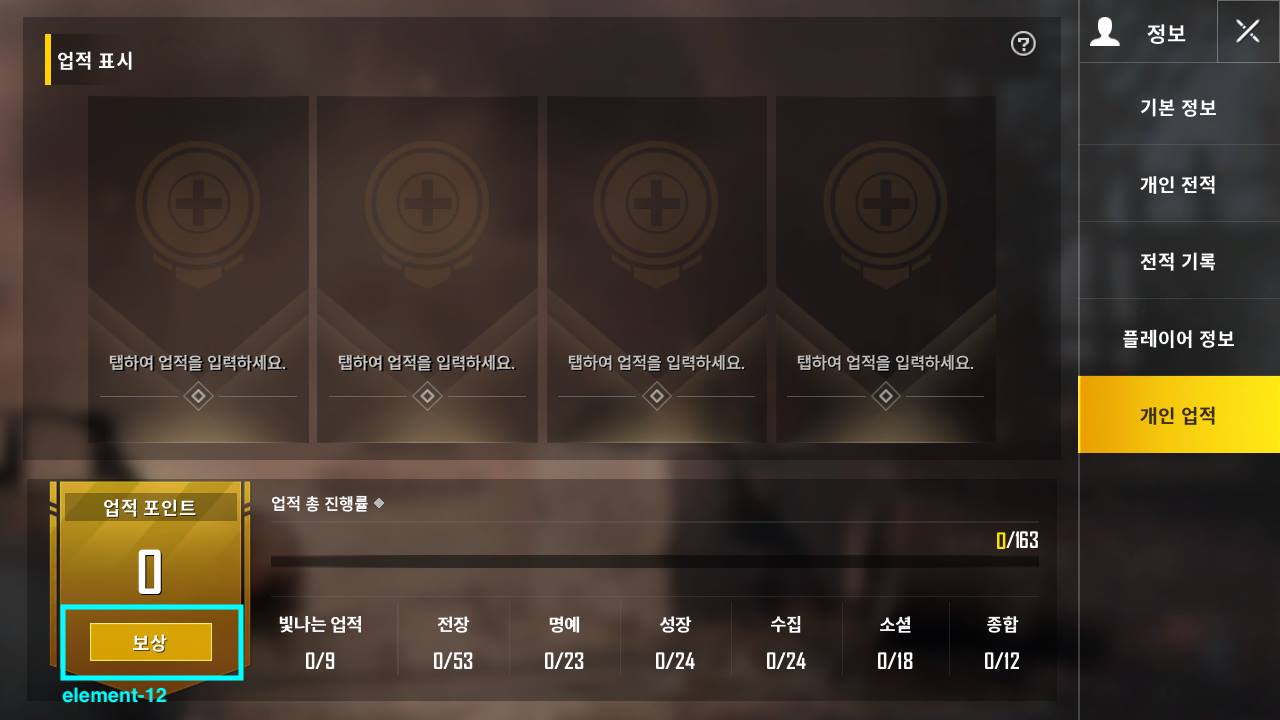 업적 표시
?
탭하여 업적을 입력하세요.
탭하여 업적을 입력하세요.
탭하여 업적을 입력하세요.
탭하여 업적을 입력하세요.
업적 포인트
0
보상
element-12
업적 총 진행률
0/163
빛나는 업적
0/9
전장
0/53
명예
0/23
성장
0/24
수집
0/24
소셜
0/18
종합
0/12
정보
기본 정보
개인 전적
전적 기록
플레이어 정보
개인 업적